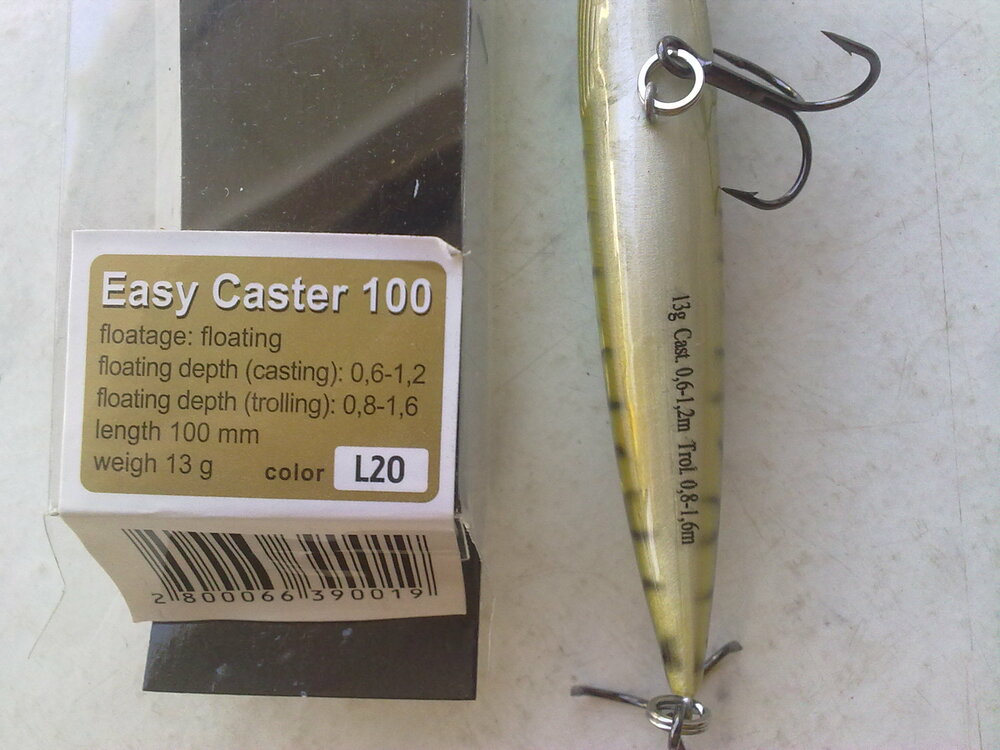 Easy Caster 100
floatage: floating
floating depth (casting): 0,6-1,2
floating depth (trolling): 0,8-1,6
length 100 mm
weigh 13 g
color L20
2 800066 390019
13g Cast. 0,6-1,2m Trol. 0,8-1,6m